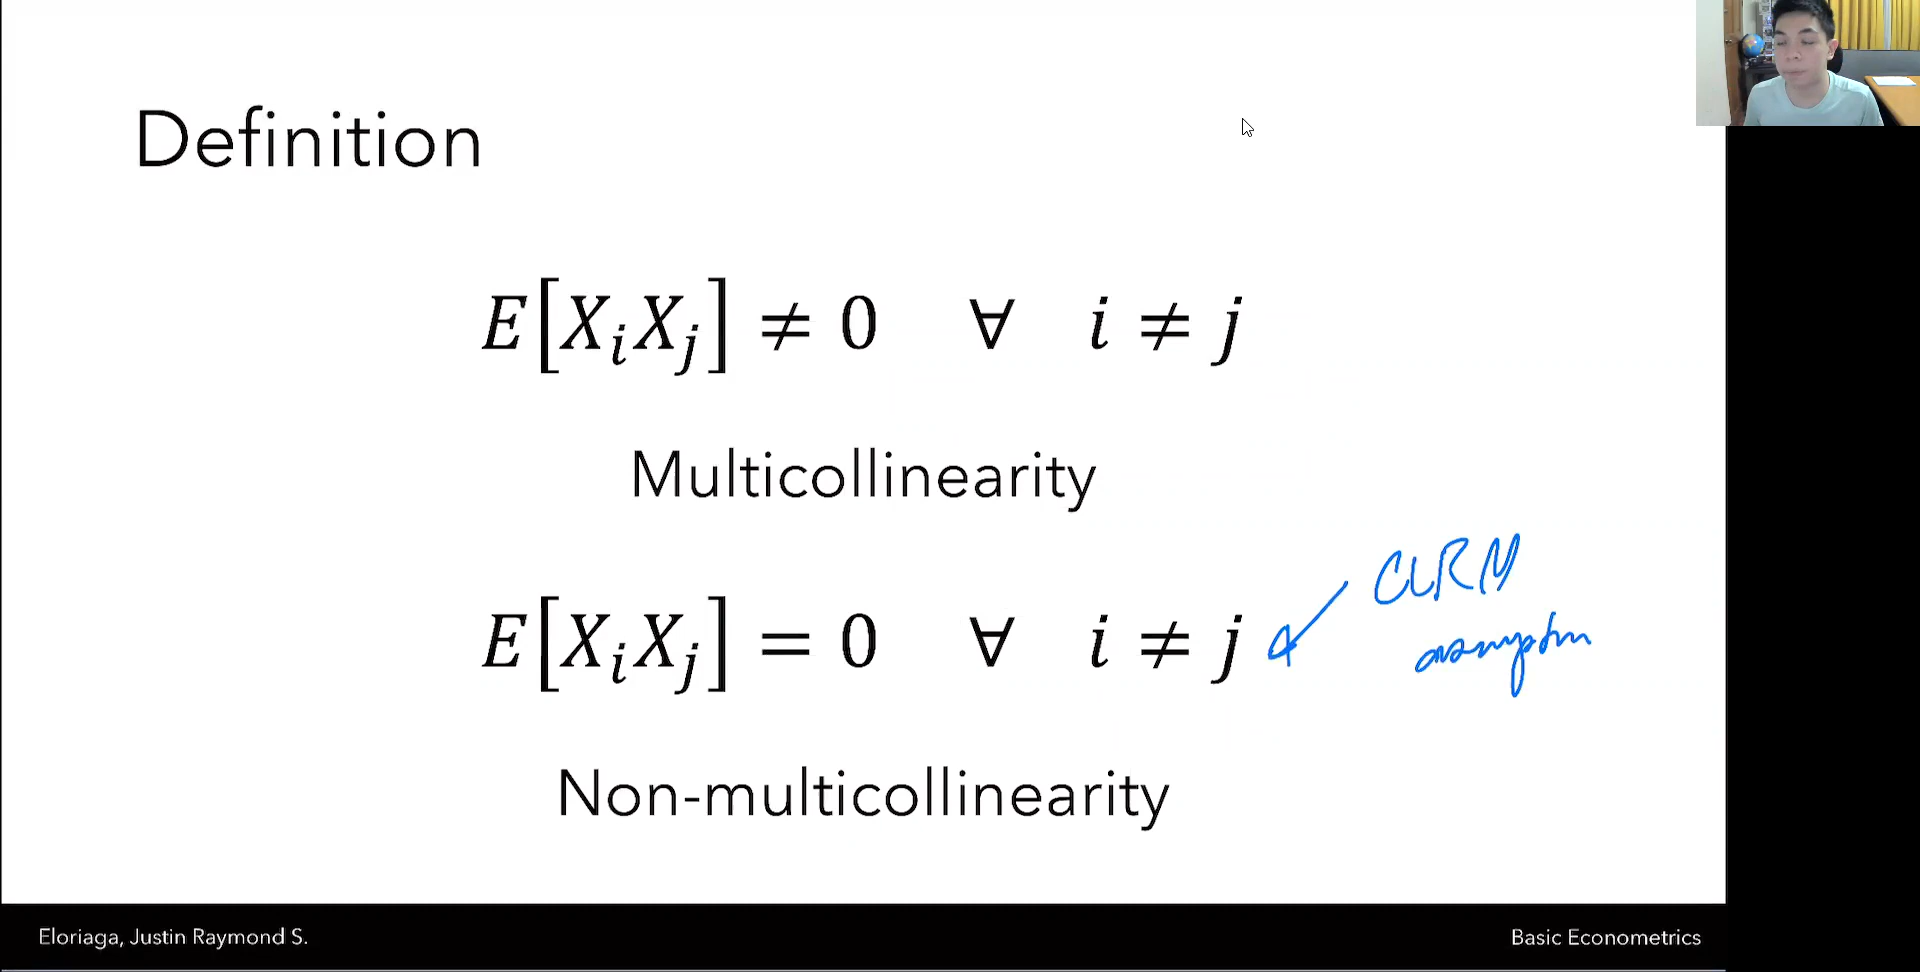 Definition
E[XᵢXⱼ] ≠ 0 ∀ i ≠ j
Multicollinearity
CLRM
assumption
E[XᵢXⱼ] = 0 ∀ i ≠ j
Non-multicollinearity
Eloriaga, Justin Raymond S.
Basic Econometrics